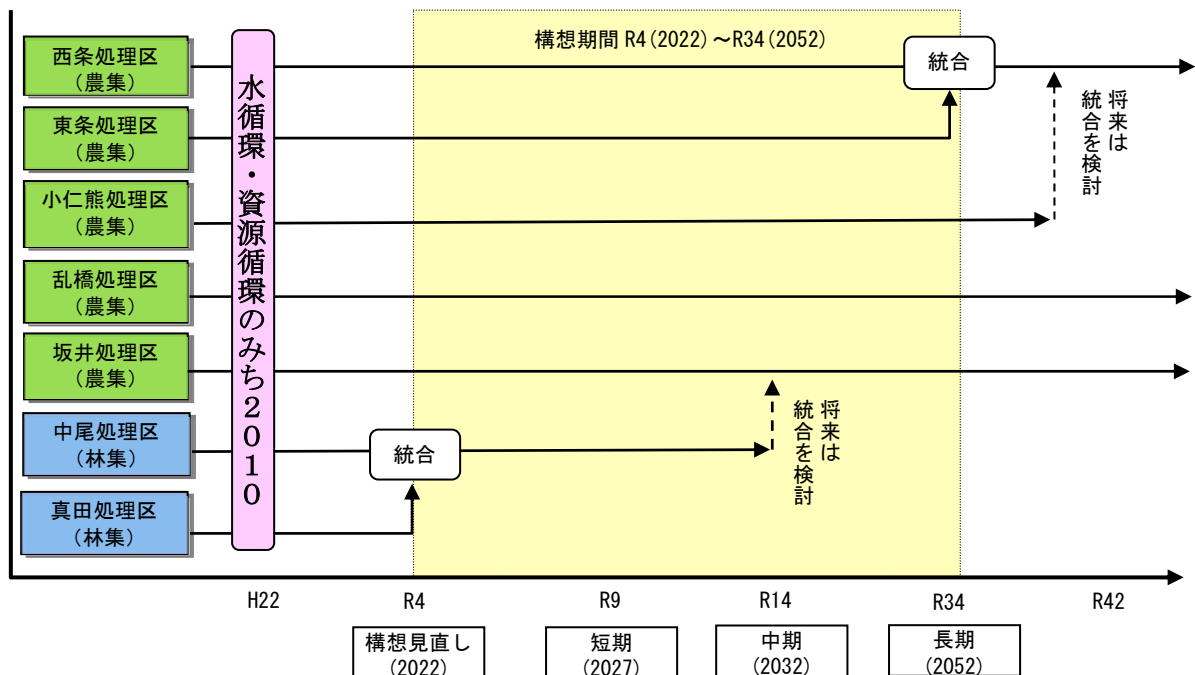 構想期間 R4(2022)～R34(2052)
西条処理区
(農集)
東条処理区
(農集)
小仁熊処理区
(農集)
乱橋処理区
(農集)
坂井処理区
(農集)
中尾処理区
(林集)
真田処理区
(林集)
水循環・資源循環のみち2010
統合
将来は
統合を検討
統合
将来は
統合を検討
H22
R4
R9
R14
R34
R42
構想見直し
(2022)
短期
(2027)
中期
(2032)
長期
(2052)